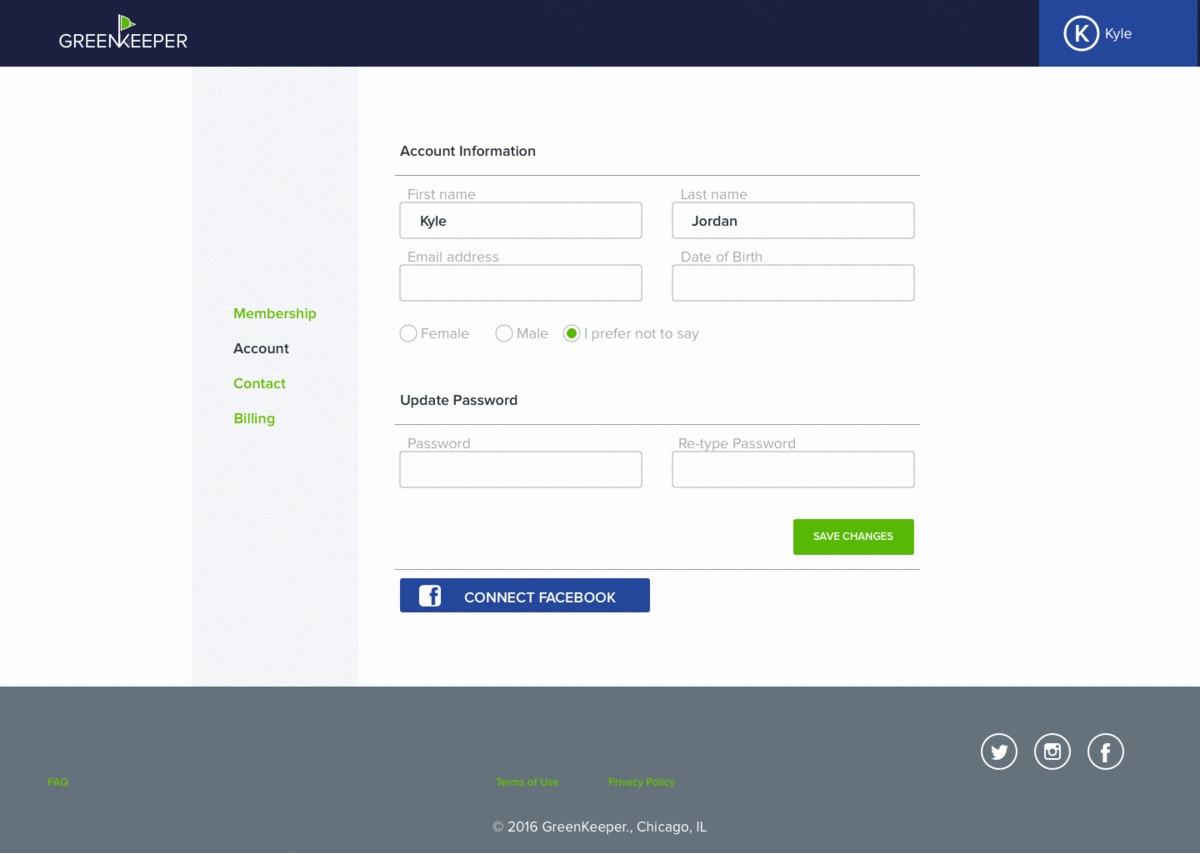 GREENKEEPER
K Kyle
Account Information
First name Last name
Kyle Jordan
Email address Date of Birth
Membership
Account
Contact
Billing
Female Male I prefer not to say
Update Password
Password Re-type Password
SAVE CHANGES
CONNECT FACEBOOK
FAQ Terms of Use Privacy Policy
© 2016 GreenKeeper., Chicago, IL